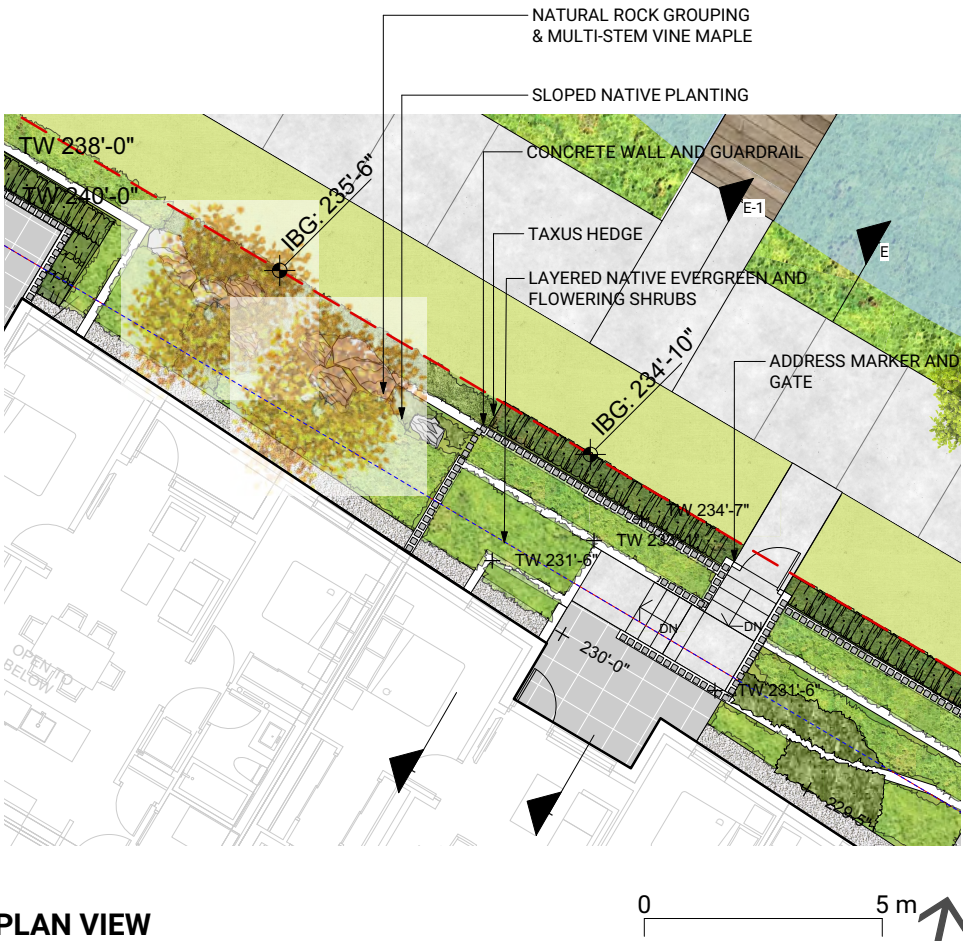 NATURAL ROCK GROUPING
& MULTI-STEM VINE MAPLE
SLOPED NATIVE PLANTING
TW 238'-0"
CONCRETE WALL AND GUARDRAIL
TW 240'-0"
IBG: 235'-6"
E-1
TAXUS HEDGE
E
LAYERED NATIVE EVERGREEN AND
FLOWERING SHRUBS
IBG: 234'-10"
ADDRESS MARKER AND
GATE
TW 234'-7"
TW 231'-6"
DN
DN
230'-0"
OPEN TO
BELOW
TW 231'-6"
229.5"
0
5 m
PLAN VIEW